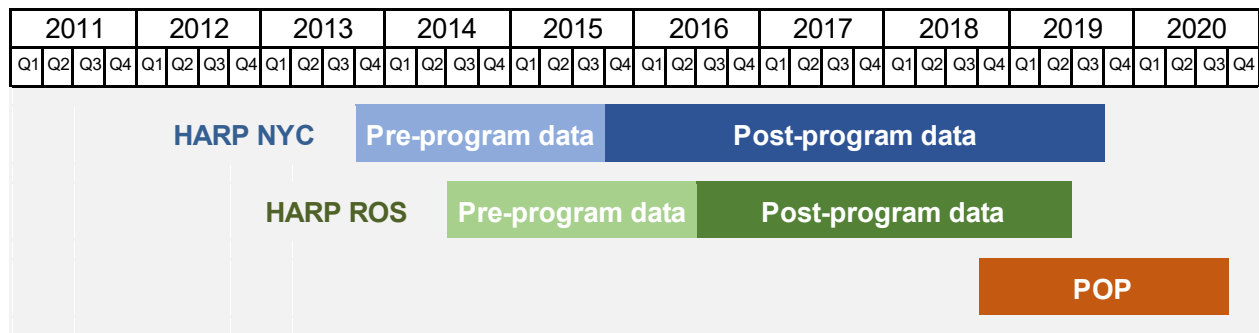 2011 2012 2013 2014 2015 2016 2017 2018 2019 2020
Q1 Q2 Q3 Q4 Q1 Q2 Q3 Q4 Q1 Q2 Q3 Q4 Q1 Q2 Q3 Q4 Q1 Q2 Q3 Q4 Q1 Q2 Q3 Q4 Q1 Q2 Q3 Q4 Q1 Q2 Q3 Q4 Q1 Q2 Q3 Q4 Q1 Q2 Q3 Q4
HARP NYC Pre-program data Post-program data
HARP ROS Pre-program data Post-program data
POP